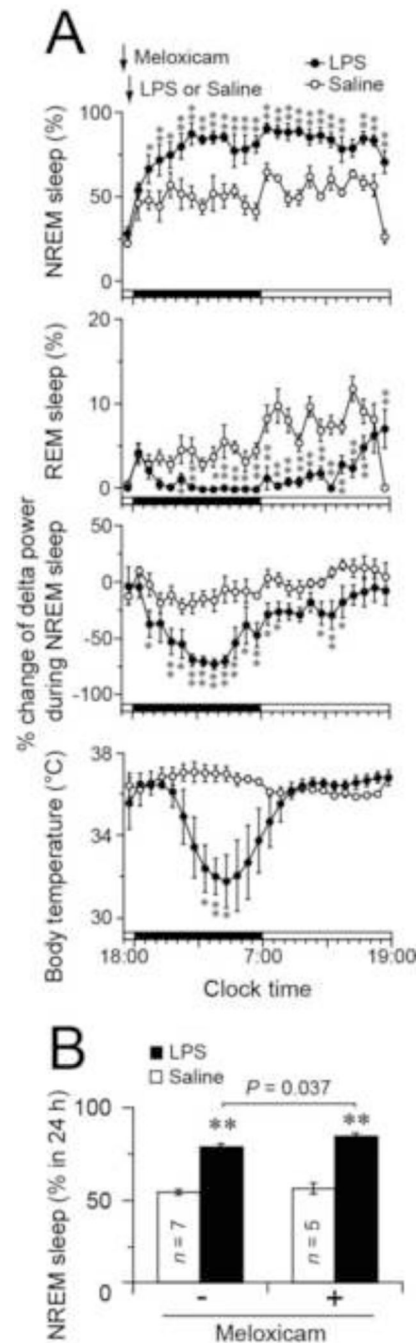 A
Meloxicam
LPS or Saline
LPS
Saline
NREM sleep (%)
100
50
0
REM sleep (%)
20
10
0
% change of delta power
during NREM sleep
50
0
-50
-100
Body temperature (°C)
38
34
30
18:00
7:00
19:00
Clock time
B
LPS
Saline
P = 0.037
** **
NREM sleep (% in 24 h)
100
50
0
n = 7
n = 5
- +
Meloxicam